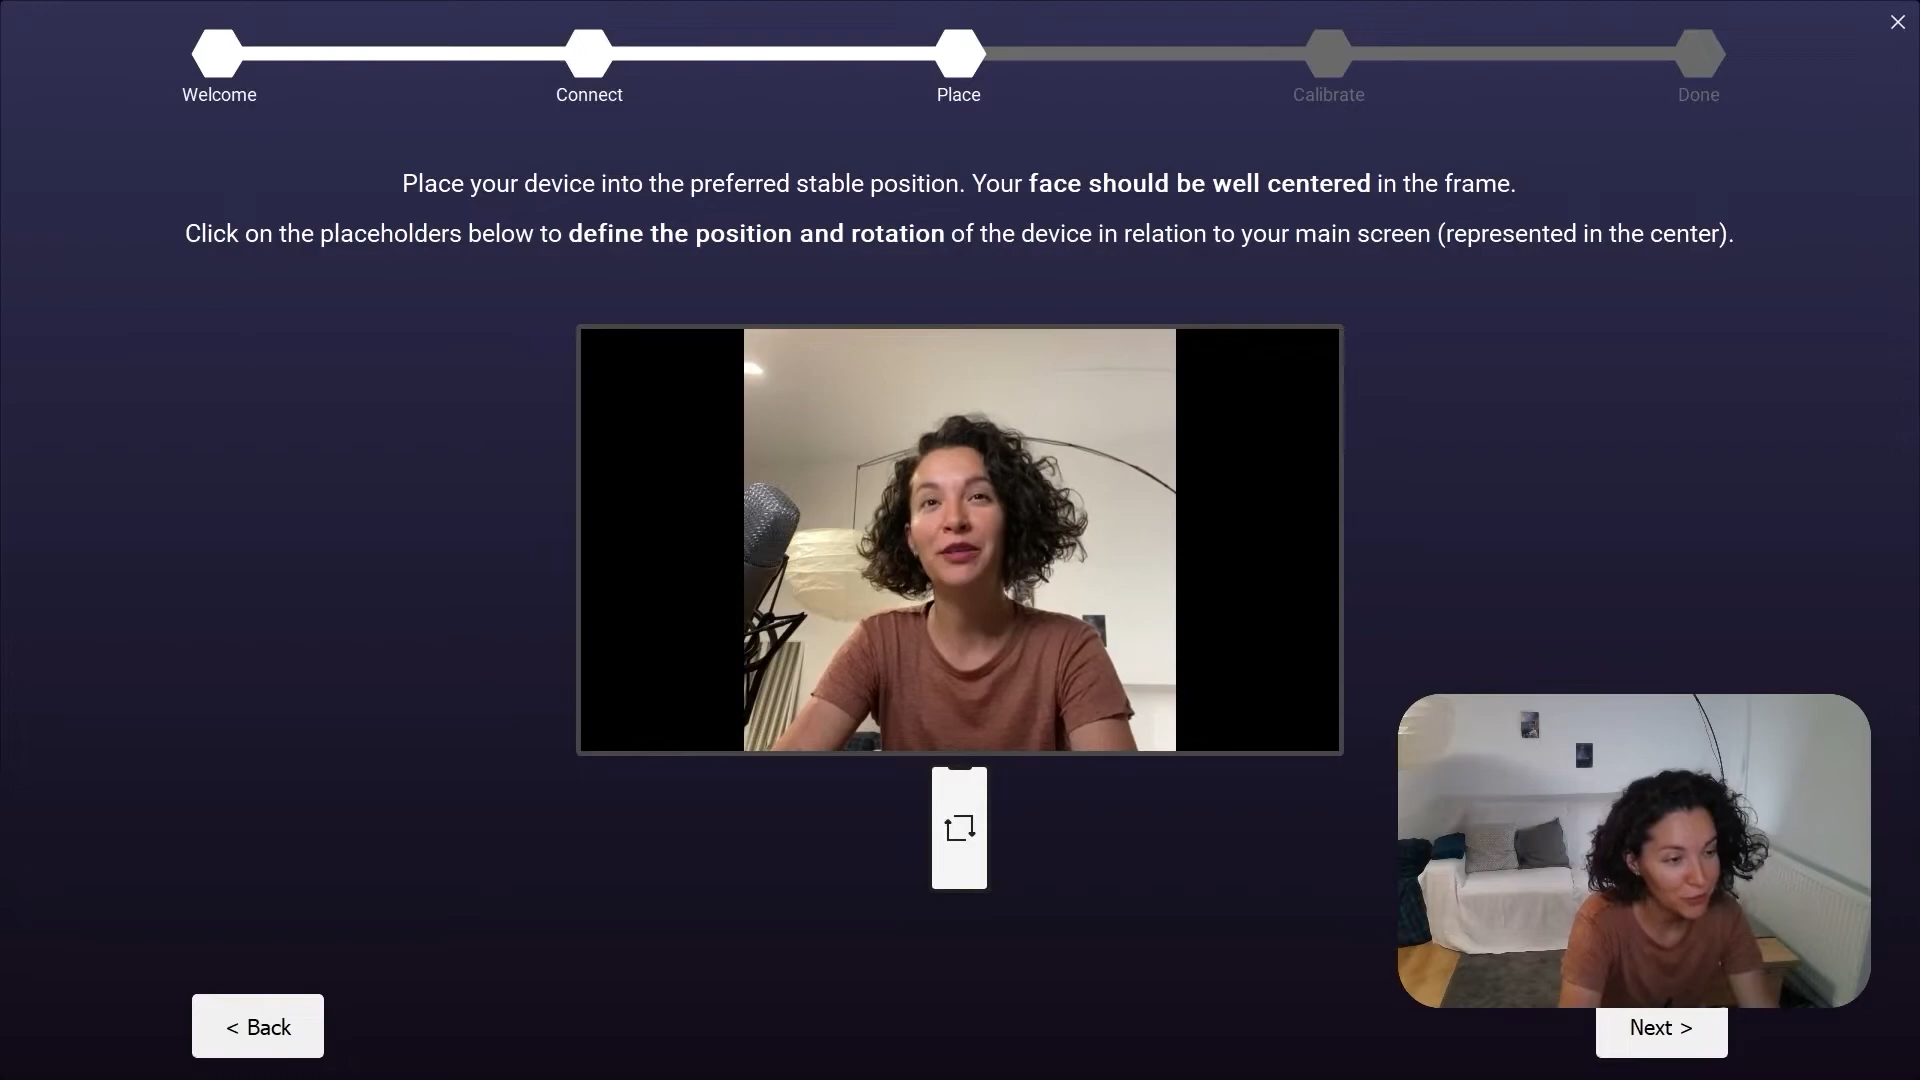 Welcome
Connect
Place
Calibrate
Done
Place your device into the preferred stable position. Your face should be well centered in the frame.
Click on the placeholders below to define the position and rotation of the device in relation to your main screen (represented in the center).
< Back
Next >